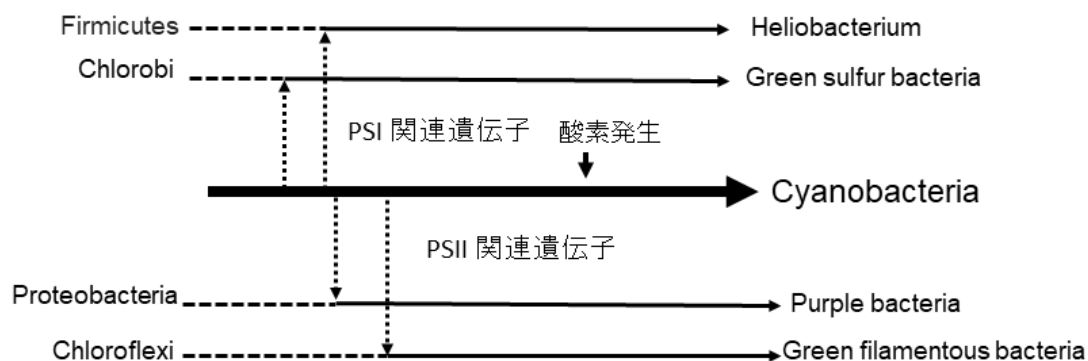 Firmicutes
Heliobacterium
Chlorobi
Green sulfur bacteria
PSI 関連遺伝子
酸素発生
Cyanobacteria
PSII 関連遺伝子
Proteobacteria
Purple bacteria
Chloroflexi
Green filamentous bacteria